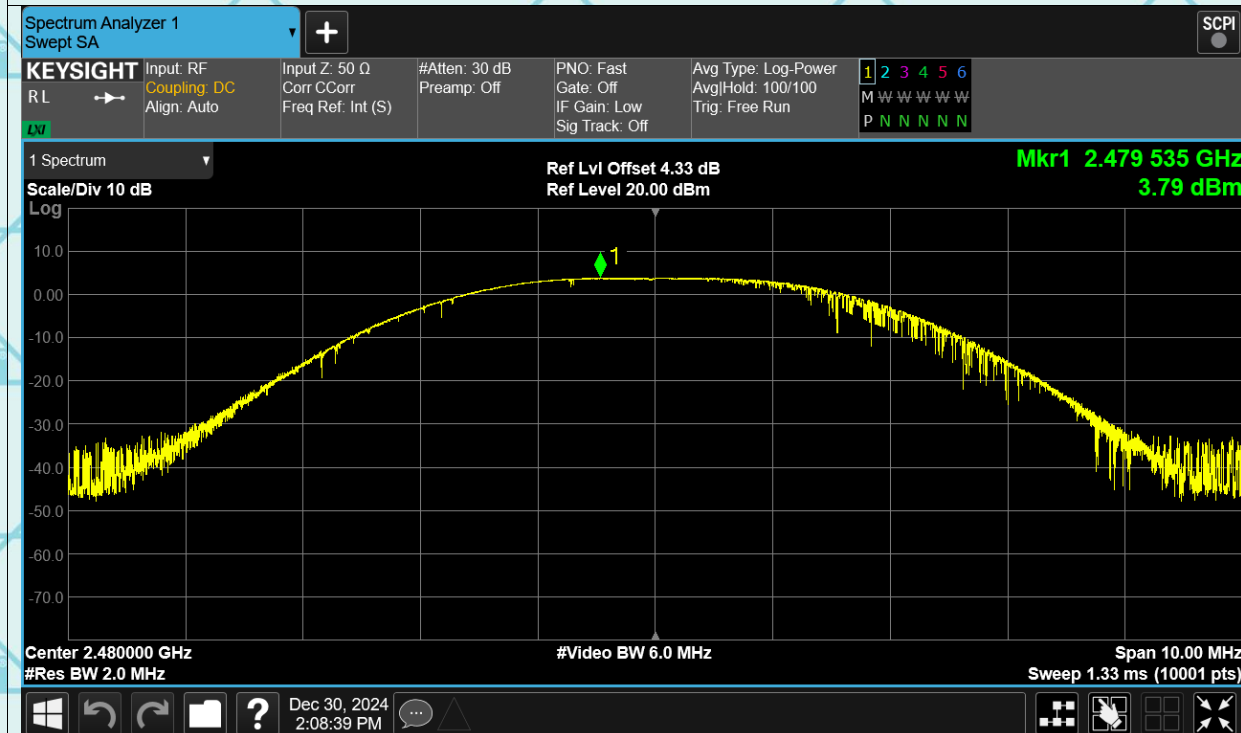 Spectrum Analyzer 1
Swept SA
+
SCPI
KEYSIGHT
RL
LXI
Input: RF
Coupling: DC
Align: Auto
Input Z: 50 Ω
Corr CCorr
Freq Ref: Int (S)
#Atten: 30 dB
Preamp: Off
PNO: Fast
Gate: Off
IF Gain: Low
Sig Track: Off
Avg Type: Log-Power
Avg|Hold: 100/100
Trig: Free Run
1 2 3 4 5 6
M W W W W W
P N N N N N
1 Spectrum
Scale/Div 10 dB
Log
Ref Lvl Offset 4.33 dB
Ref Level 20.00 dBm
Mkr1 2.479 535 GHz
3.79 dBm
1
10.0
0.00
-10.0
-20.0
-30.0
-40.0
-50.0
-60.0
-70.0
Center 2.480000 GHz
#Res BW 2.0 MHz
#Video BW 6.0 MHz
Span 10.00 MHz
Sweep 1.33 ms (10001 pts)
?
Dec 30, 2024
2:08:39 PM